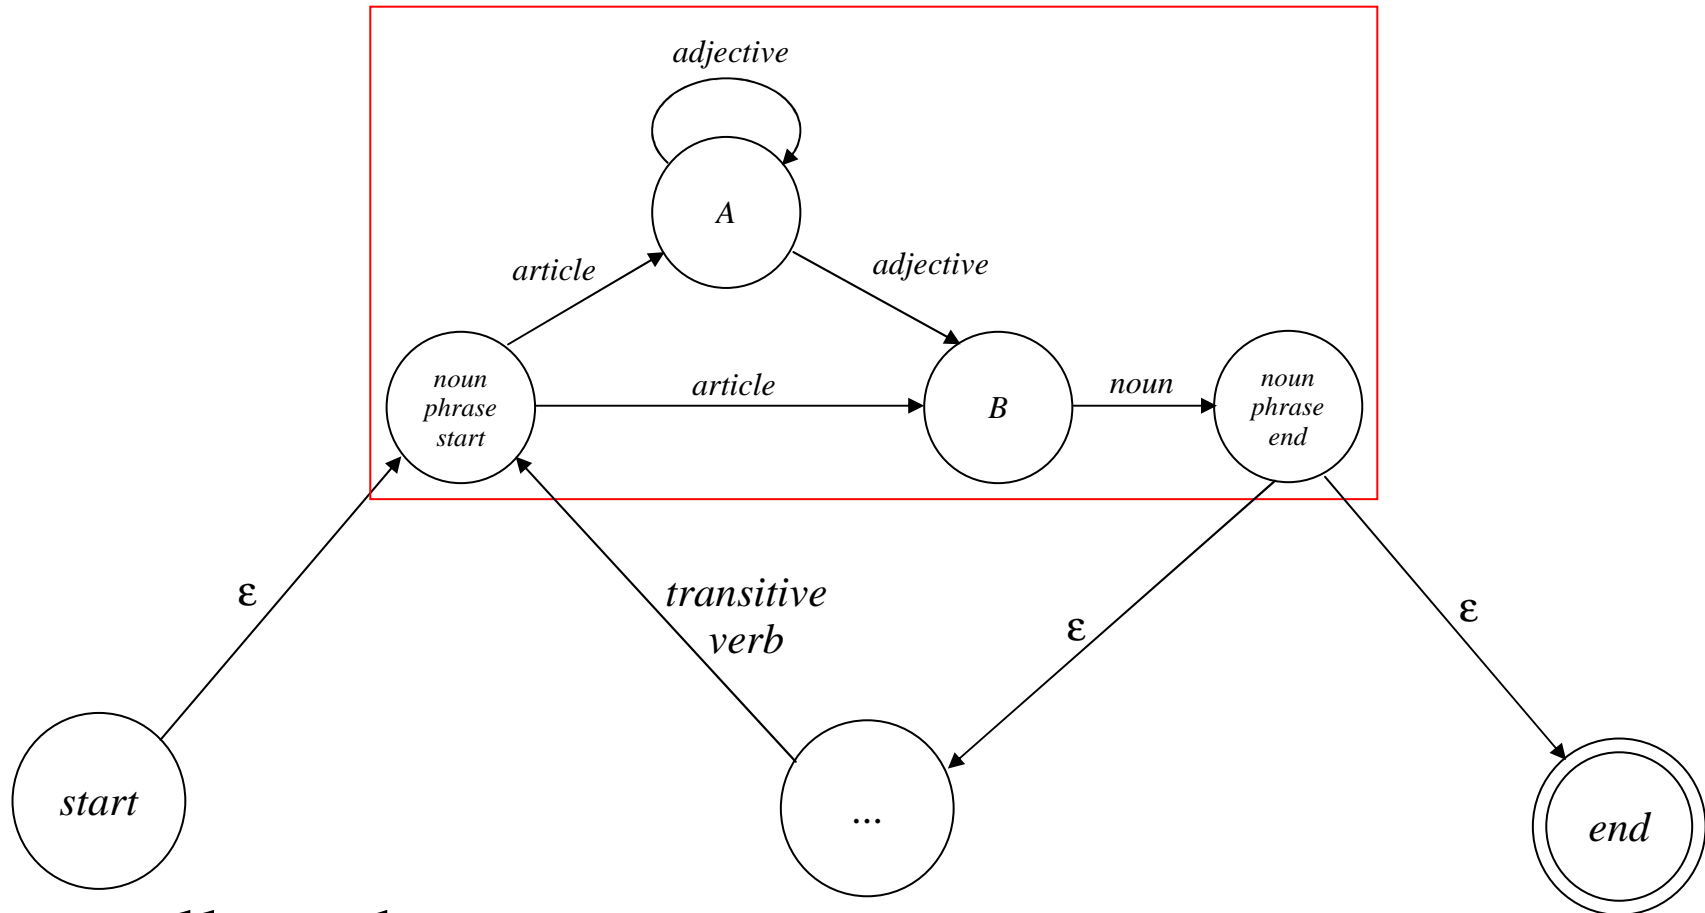 adjective
A
article
adjective
noun
phrase
start
article
B
noun
noun
phrase
end
ε
transitive
verb
ε
ε
start
...
end